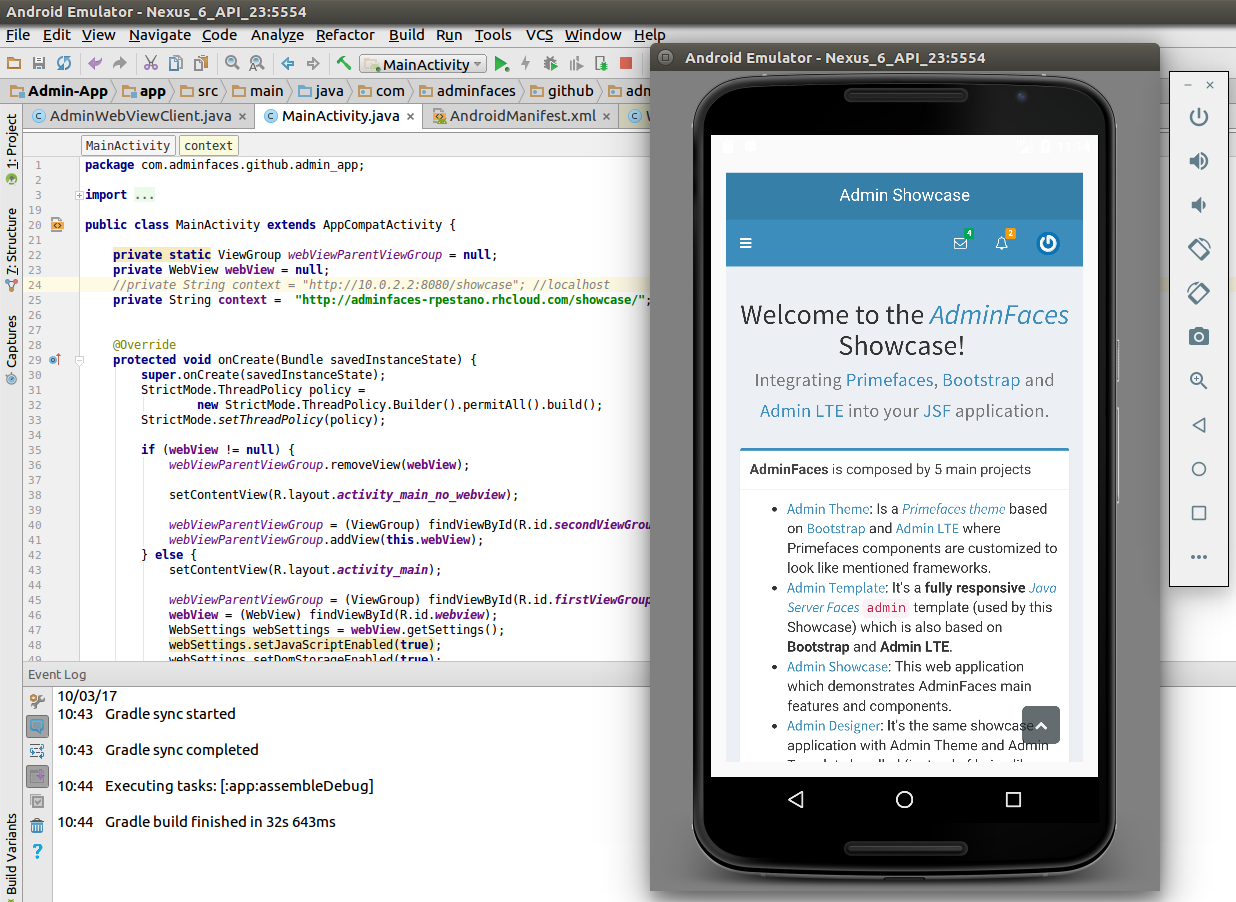 Android Emulator - Nexus_6_API_23:5554
File Edit View Navigate Code Analyze Refactor Build Run Tools VCS Window Help
MainActivity
Admin-App app src main java com adminfaces github adm
AdminWebViewClient.java MainActivity.java AndroidManifest.xml
MainActivity context
1: Project
7: Structure
Captures
Build Variants
1 package com.adminfaces.github.admin_app;
2
3 import ...
19
20 public class MainActivity extends AppCompatActivity {
21
22 private static ViewGroup webViewParentViewGroup = null;
23 private WebView webView = null;
24 //private String context = "http://10.0.2.2:8080/showcase"; //localhost
25 private String context = "http://adminfaces-rpestano.rhcloud.com/showcase/";
26
27
28 @Override
29 protected void onCreate(Bundle savedInstanceState) {
30 super.onCreate(savedInstanceState);
31 StrictMode.ThreadPolicy policy =
32 new StrictMode.ThreadPolicy.Builder().permitAll().build();
33 StrictMode.setThreadPolicy(policy);
34
35 if (webView != null) {
36 webViewParentViewGroup.removeView(webView);
37
38 setContentView(R.layout.activity_main_no_webview);
39
40 webViewParentViewGroup = (ViewGroup) findViewById(R.id.secondViewGrou
41 webViewParentViewGroup.addView(this.webView);
42 } else {
43 setContentView(R.layout.activity_main);
44
45 webViewParentViewGroup = (ViewGroup) findViewById(R.id.firstViewGroup
46 webView = (WebView) findViewById(R.id.webview);
47 WebSettings webSettings = webView.getSettings();
48 webSettings.setJavaScriptEnabled(true);
49 webSettings.setDomStorageEnabled(true);
Event Log
10/03/17
10:43 Gradle sync started
10:43 Gradle sync completed
10:44 Executing tasks: [:app:assembleDebug]
10:44 Gradle build finished in 32s 643ms
Android Emulator - Nexus_6_API_23:5554
Admin Showcase
4
2
Welcome to the AdminFaces
Showcase!
Integrating Primefaces, Bootstrap and
Admin LTE into your JSF application.
AdminFaces is composed by 5 main projects
• Admin Theme: Is a Primefaces theme based
on Bootstrap and Admin LTE where
Primefaces components are customized to
look like mentioned frameworks.
• Admin Template: It's a fully responsive Java
Server Faces admin template (used by this
Showcase) which is also based on
Bootstrap and Admin LTE.
• Admin Showcase: This web application
which demonstrates AdminFaces main
features and components.
• Admin Designer: It's the same showcase
application with Admin Theme and Admin